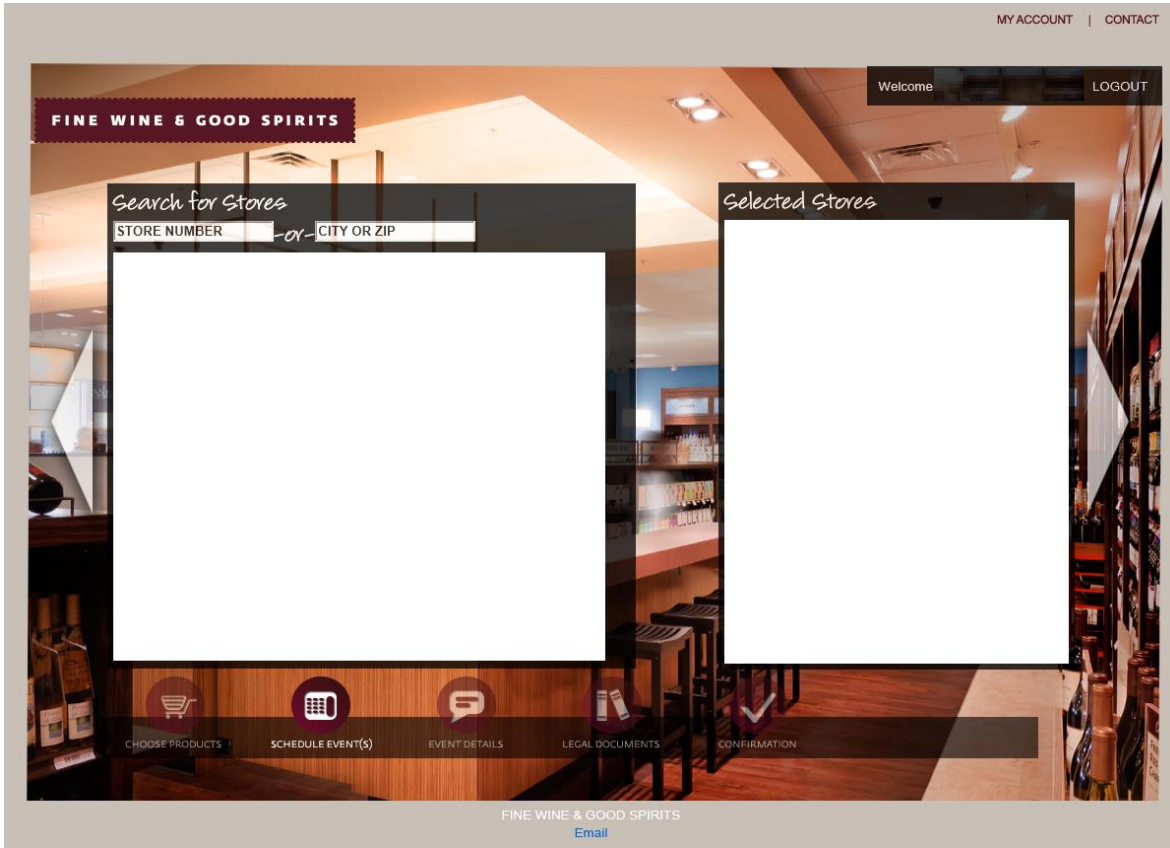 MY ACCOUNT | CONTACT
Welcome LOGOUT
FINE WINE & GOOD SPIRITS
Search for Stores
STORE NUMBER -or- CITY OR ZIP
Selected Stores
CHOOSE PRODUCTS SCHEDULE EVENT(S) EVENT DETAILS LEGAL DOCUMENTS CONFIRMATION
FINE WINE & GOOD SPIRITS
Email